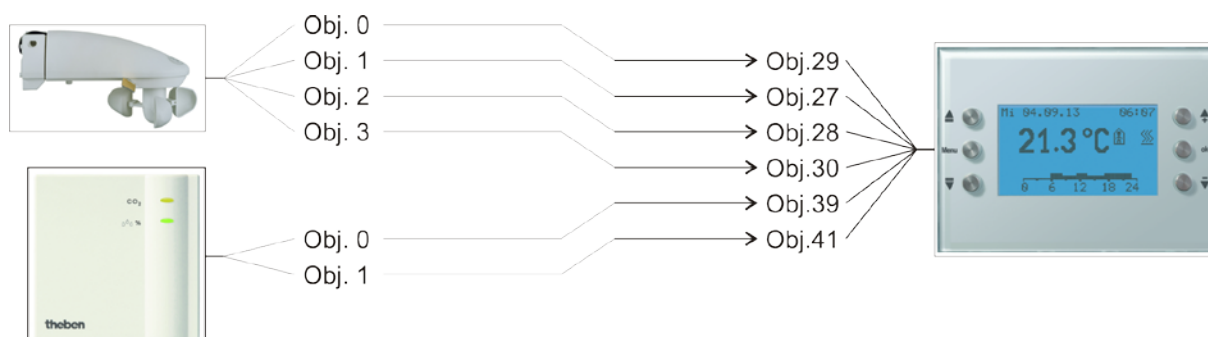 Obj. 0
Obj. 1
Obj. 2
Obj. 3
Obj. 0
Obj. 1
Obj.29
Obj.27
Obj.28
Obj.30
Obj.39
Obj.41
CO₂
%
theben
Mi 04.09.13 06:07
21.3 °C
0 6 12 18 24
Menu
ok